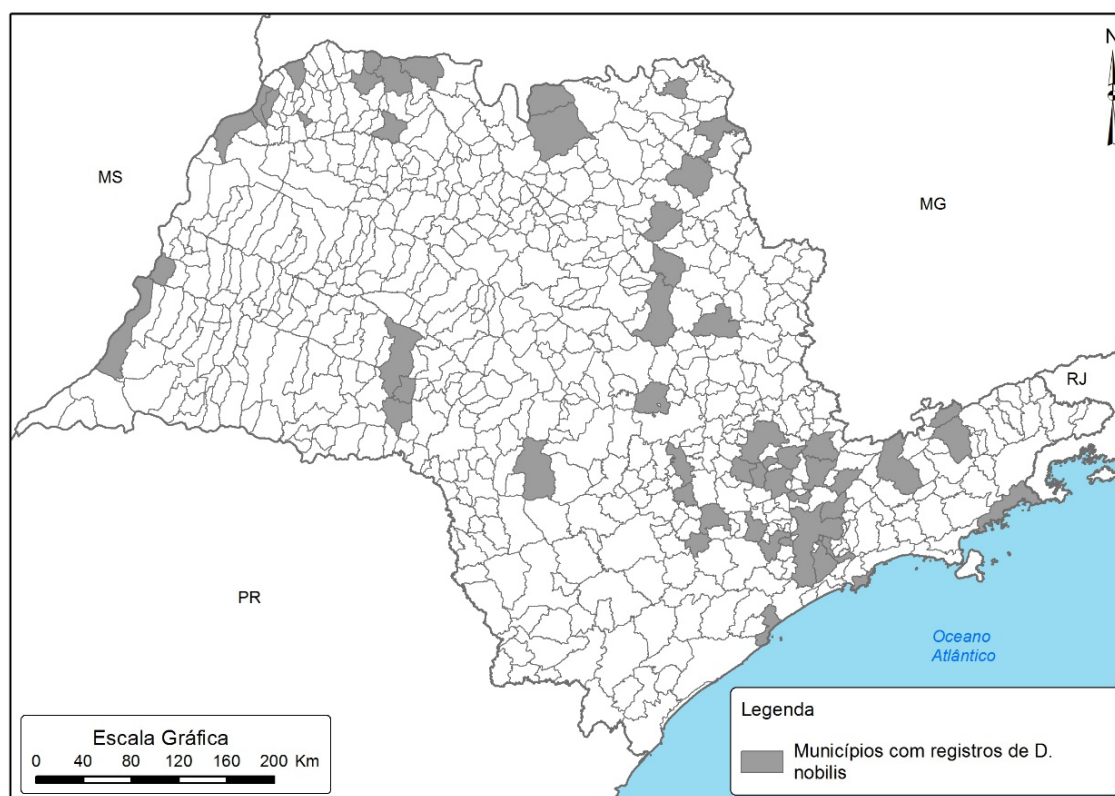 N
MS
MG
RJ
PR
Oceano
Atlântico
Legenda
Municípios com registros de D.
nobilis
Escala Gráfica
0 40 80 120 160 200 Km